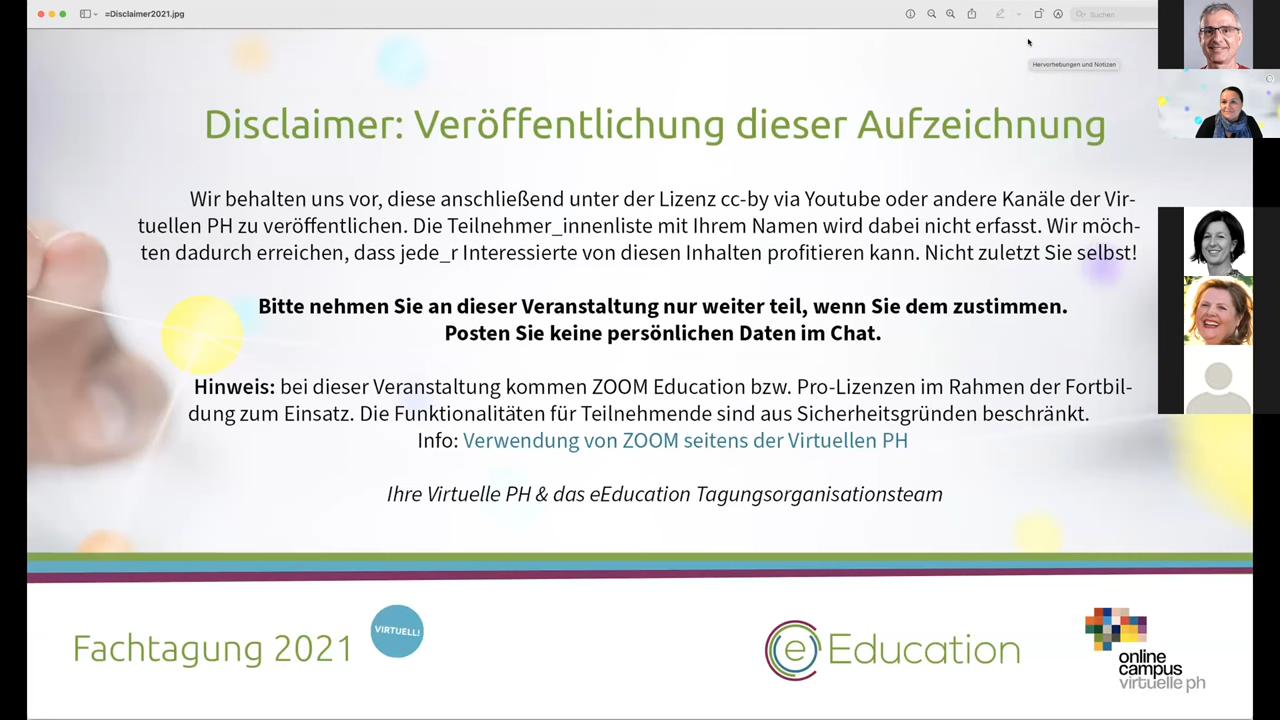 =Disclaimer2021.jpg
Suchen
Hervorhebungen und Notizen
Disclaimer: Veröffentlichung dieser Aufzeichnung
Wir behalten uns vor, diese anschließend unter der Lizenz cc-by via Youtube oder andere Kanäle der Vir-
tuellen PH zu veröffentlichen. Die Teilnehmer_innenliste mit Ihrem Namen wird dabei nicht erfasst. Wir möch-
ten dadurch erreichen, dass jede_r Interessierte von diesen Inhalten profitieren kann. Nicht zuletzt Sie selbst!
Bitte nehmen Sie an dieser Veranstaltung nur weiter teil, wenn Sie dem zustimmen.
Posten Sie keine persönlichen Daten im Chat.
Hinweis: bei dieser Veranstaltung kommen ZOOM Education bzw. Pro-Lizenzen im Rahmen der Fortbil-
dung zum Einsatz. Die Funktionalitäten für Teilnehmende sind aus Sicherheitsgründen beschränkt.
Info: Verwendung von ZOOM seitens der Virtuellen PH
Ihre Virtuelle PH & das eEducation Tagungsorganisationsteam
Fachtagung 2021
VIRTUELL!
e Education
online
campus
virtuelle ph